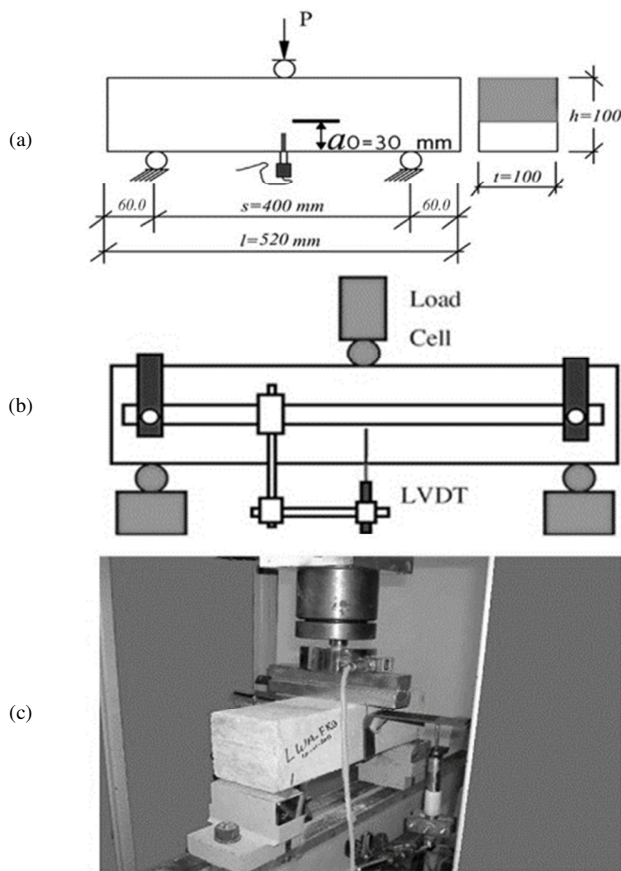 P
(a)
a0=30 mm
h=100
t=100
60.0
s=400 mm
60.0
l=520 mm
Load
Cell
(b)
LVDT
(c)